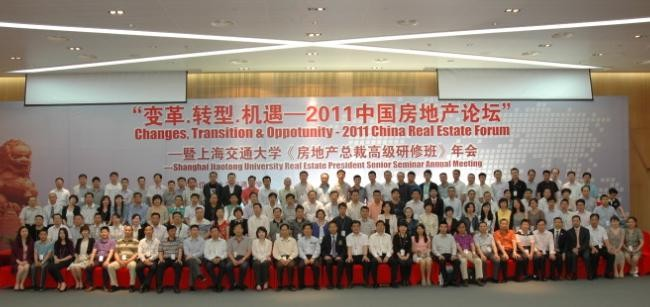 “变革.转型.机遇—2011中国房地产论坛”
Changes, Transition & Oppotunity - 2011 China Real Estate Forum
—暨上海交通大学《房地产总裁高级研修班》年会
—Shanghai Jiaotong University Real Estate President Senior Seminar Annual Meeting